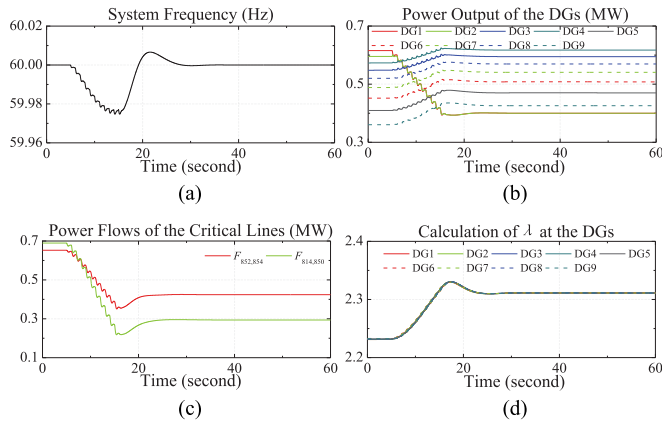 System Frequency (Hz)
60.02
60.00
59.98
59.96
0 20 40 60
Time (second)
(a)
Power Output of the DGs (MW)
DG1 DG2 DG3 DG4 DG5
DG6 DG7 DG8 DG9
0.7
0.5
0.3
0 20 40 60
Time (second)
(b)
Power Flows of the Critical Lines (MW)
F852,854 F814,850
0.7
0.5
0.3
0.1
0 20 40 60
Time (second)
(c)
Calculation of λ at the DGs
DG1 DG2 DG3 DG4 DG5
DG6 DG7 DG8 DG9
2.4
2.3
2.2
0 20 40 60
Time (second)
(d)